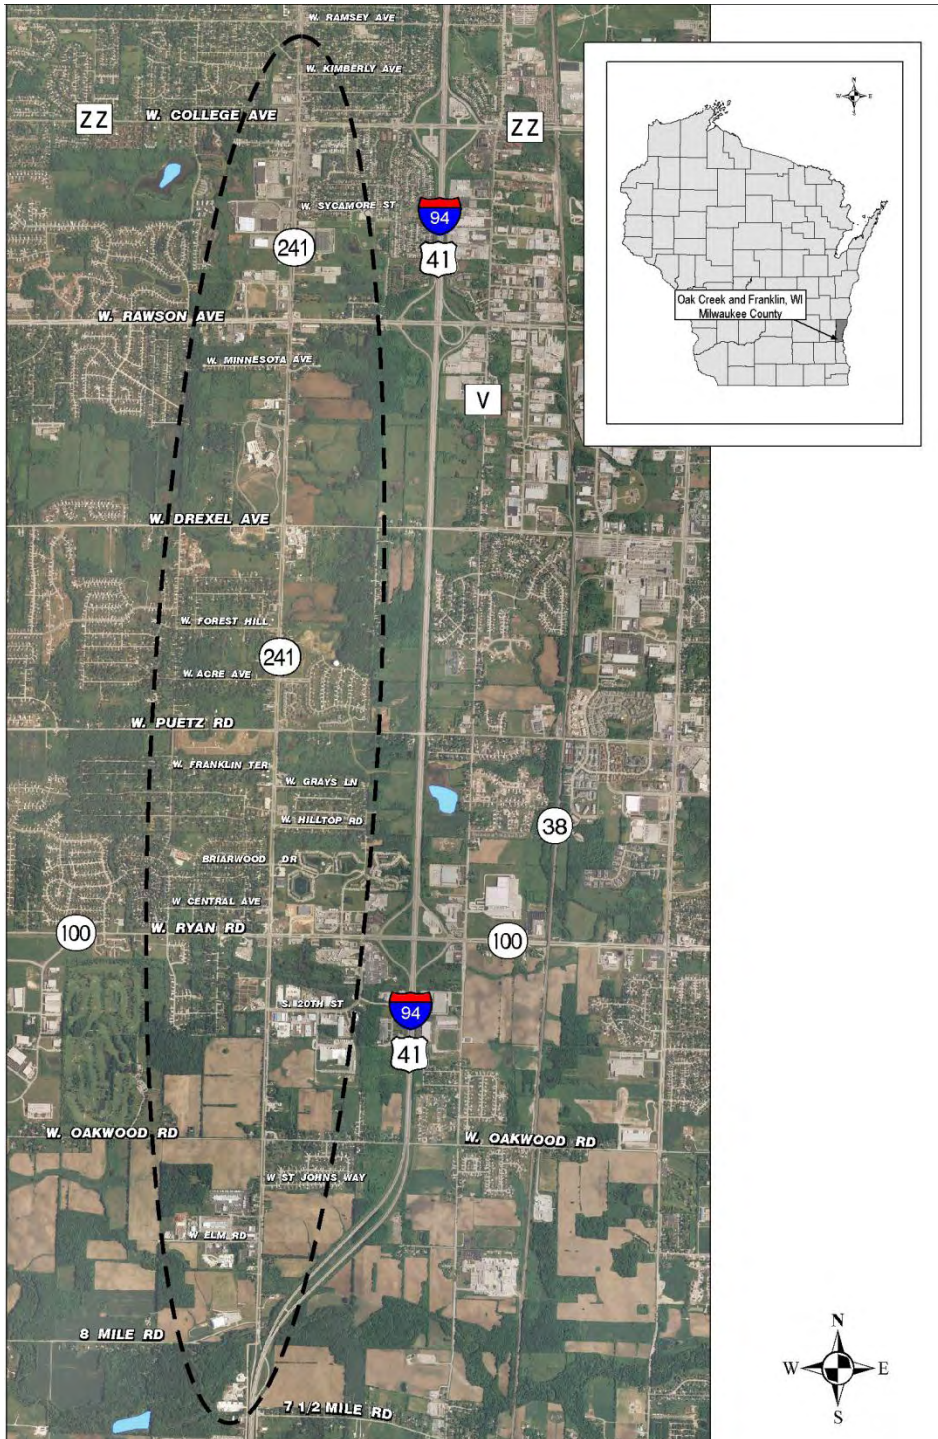 W. RAMSEY AVE
W. KIMBERLY AVE
W. COLLEGE AVE
ZZ
ZZ
W. SYCAMORE ST
94
241
41
W. RAWSON AVE
W. MINNESOTA AVE
V
W. DREXEL AVE
W. FOREST HILL
241
W. ACRE AVE
W. PUETZ RD
W. FRANKLIN TER
W. GRAYS LN
W. HILLTOP RD
38
BRIARWOOD DR
W CENTRAL AVE
W. RYAN RD
100
100
S. 20TH ST
94
41
W. OAKWOOD RD
W. OAKWOOD RD
W ST JOHNS WAY
W ELM RD
8 MILE RD
7 1/2 MILE RD
N
W E
S
Oak Creek and Franklin, WI
Milwaukee County
N
W E
S